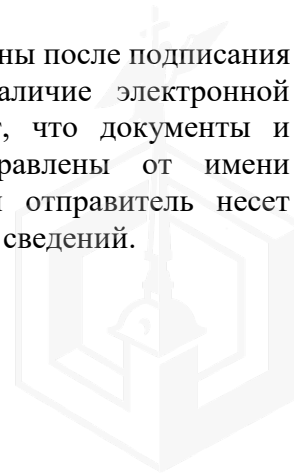 ны после подписания
аличие электронной
, что документы и
равлены от имени
отправитель несет
сведений.